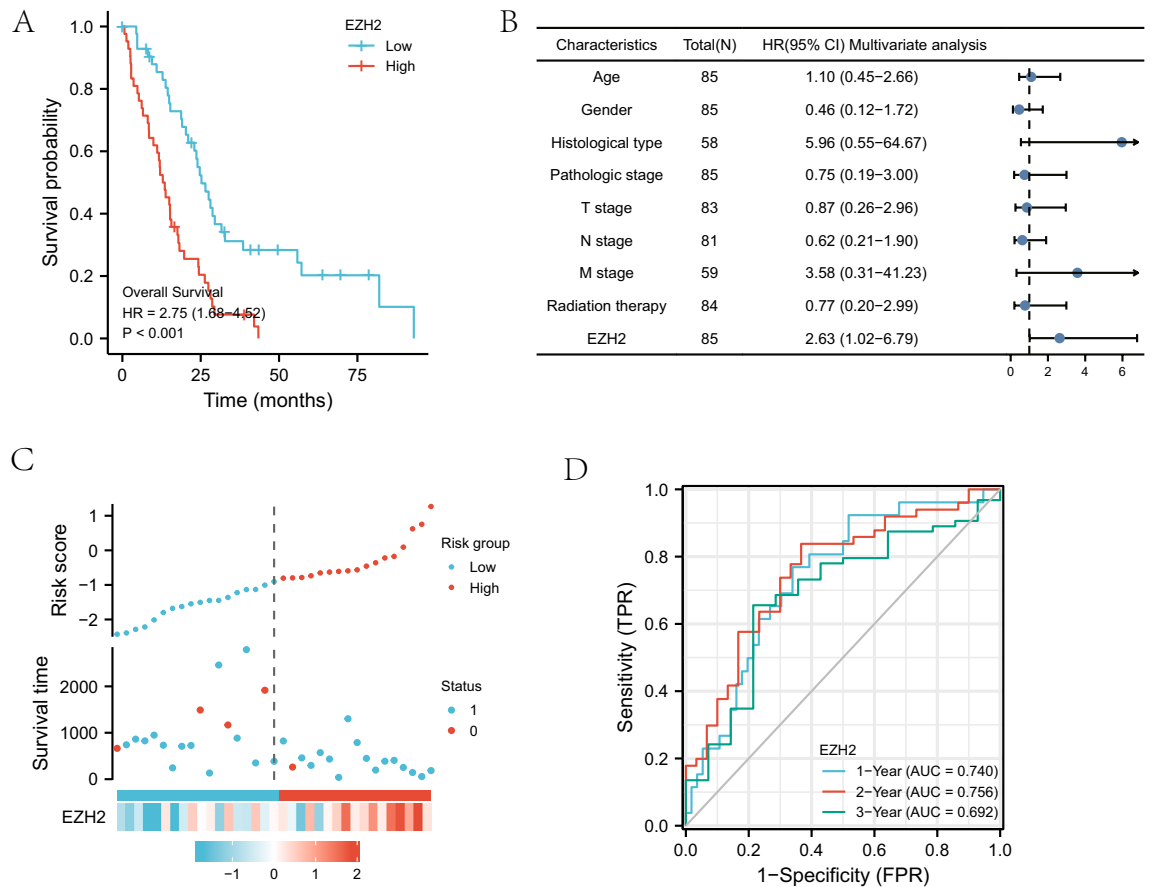 A
EZH2
Low
High
Survival probability
1.0
0.8
0.6
0.4
0.2
0.0
Overall Survival
HR = 2.75 (1.68−4.52)
P < 0.001
0 25 50 75
Time (months)
B
Characteristics Total(N) HR(95% CI) Multivariate analysis
Age 85 1.10 (0.45−2.66)
Gender 85 0.46 (0.12−1.72)
Histological type 58 5.96 (0.55−64.67)
Pathologic stage 85 0.75 (0.19−3.00)
T stage 83 0.87 (0.26−2.96)
N stage 81 0.62 (0.21−1.90)
M stage 59 3.58 (0.31−41.23)
Radiation therapy 84 0.77 (0.20−2.99)
EZH2 85 2.63 (1.02−6.79)
0 2 4 6
C
Risk score
1
0
−1
−2
Risk group
Low
High
Survival time
2000
1000
0
Status
1
0
EZH2
−1 0 1 2
D
Sensitivity (TPR)
1.0
0.8
0.6
0.4
0.2
0.0
EZH2
1−Year (AUC = 0.740)
2−Year (AUC = 0.756)
3−Year (AUC = 0.692)
0.0 0.2 0.4 0.6 0.8 1.0
1−Specificity (FPR)